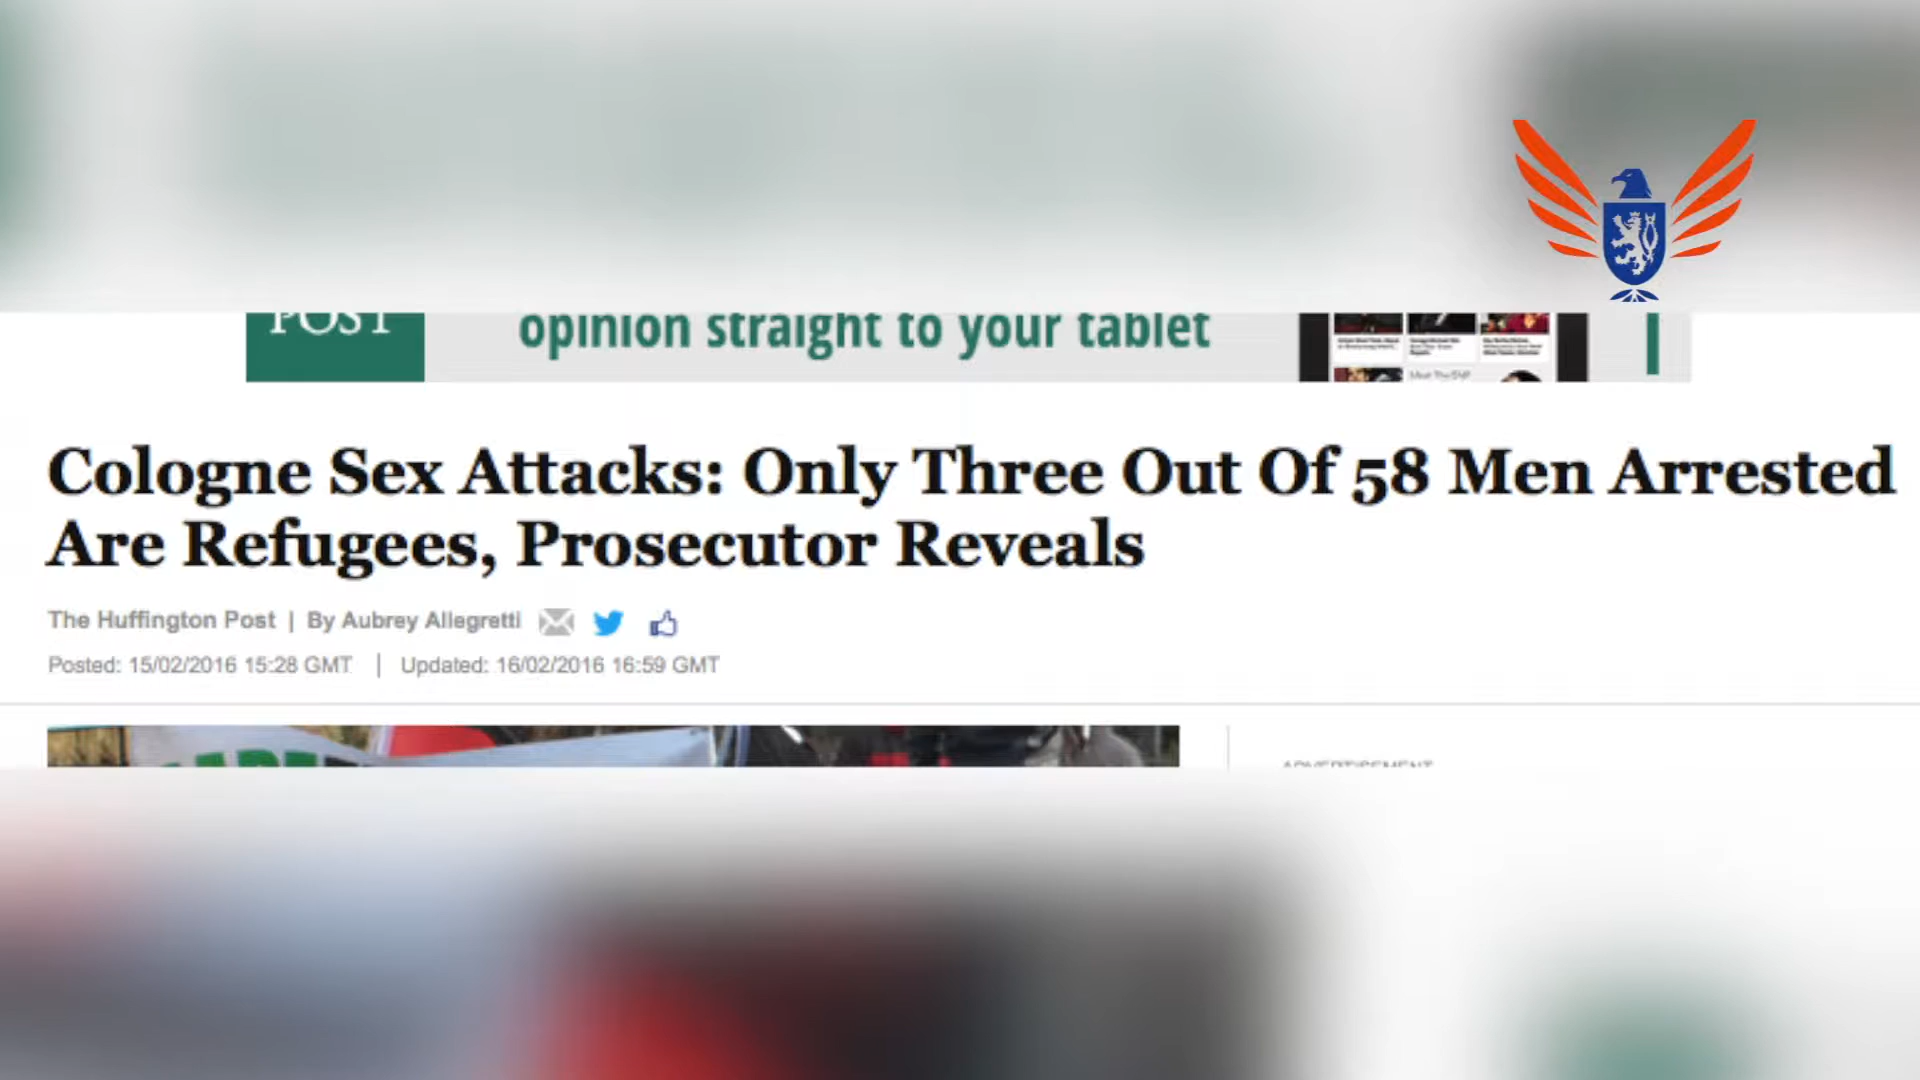 POST
opinion straight to your tablet
Cologne Sex Attacks: Only Three Out Of 58 Men Arrested
Are Refugees, Prosecutor Reveals
The Huffington Post | By Aubrey Allegretti
Posted: 15/02/2016 15:28 GMT | Updated: 16/02/2016 16:59 GMT
ADVERTISEMENT